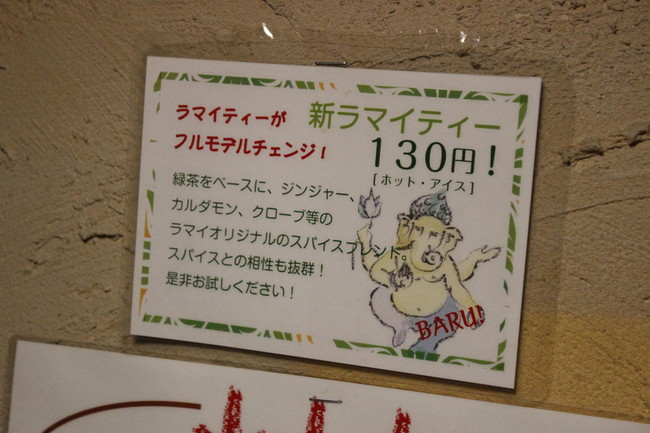 ラマイティーが
フルモデルチェンジ！
新ラマイティー
130円！
[ホット・アイス]
緑茶をベースに、ジンジャー、
カルダモン、クローブ等の
ラマイオリジナルのスパイスブレンド。
スパイスとの相性も抜群！
是非お試しください！
BARU!